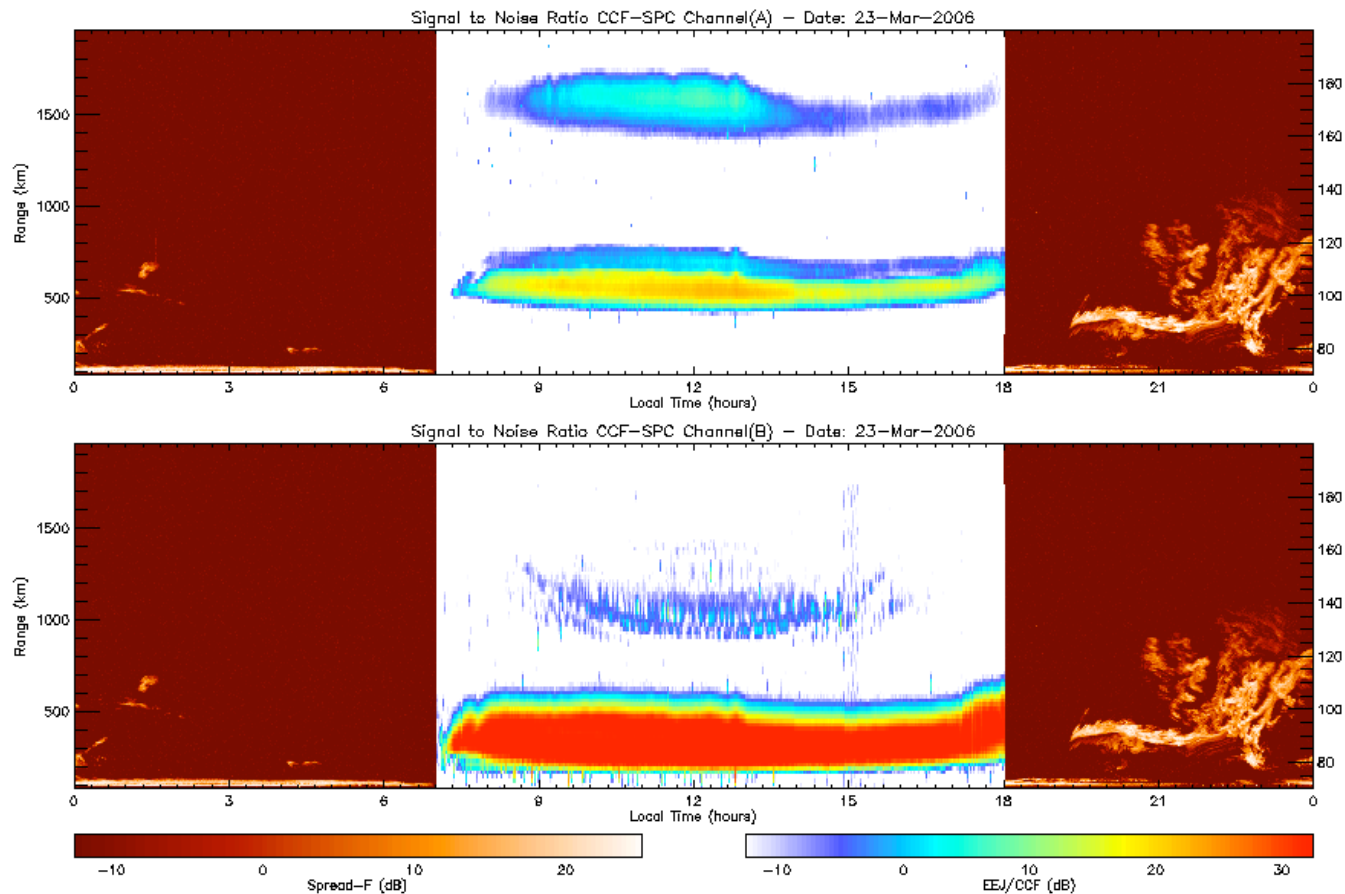 Signal to Noise Ratio CCF-SPC Channel(A) - Date: 23-Mar-2006
Range (km)
1500
1000
500
180
160
140
120
100
80
0 3 6 9 12 15 18 21 0
Local Time (hours)
Signal to Noise Ratio CCF-SPC Channel(B) - Date: 23-Mar-2006
Range (km)
1500
1000
500
180
160
140
120
100
80
0 3 6 9 12 15 18 21 0
Local Time (hours)
-10 0 10 20
Spread-F (dB)
-10 0 10 20 30
EEJ/CCF (dB)